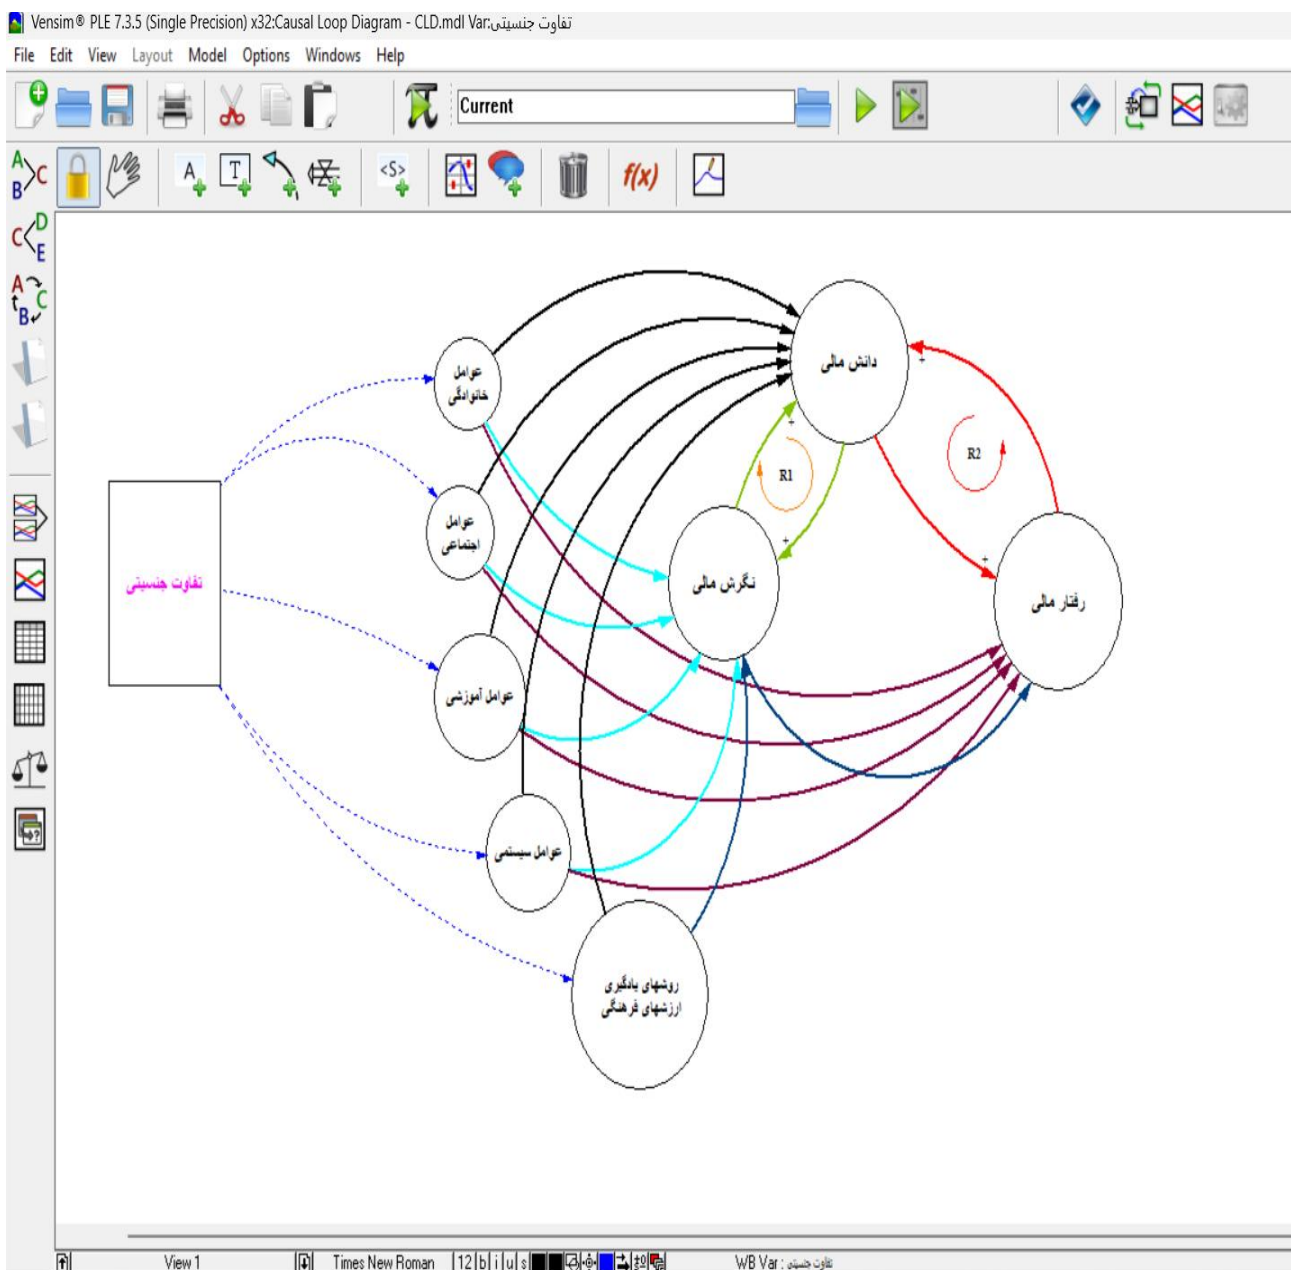 Vensim® PLE 7.3.5 (Single Precision) x32:Causal Loop Diagram - CLD.mdl Var:تفاوت جنسیتی
File Edit View Layout Model Options Windows Help
Current
A B C
A T <S> f(x)
C D E
A B C
دانش مالی
عوامل
خانوادگی
+
+
R1
R2
عوامل
اجتماعی
+
+
تفاوت جنسیتی
نگرش مالی
رفتار مالی
عوامل آموزشی
عوامل سیستمی
روشهای یادگیری
ارزشهای فرهنگی
View 1 Times New Roman 12 b i u s WB Var : تفاوت جنسیتی